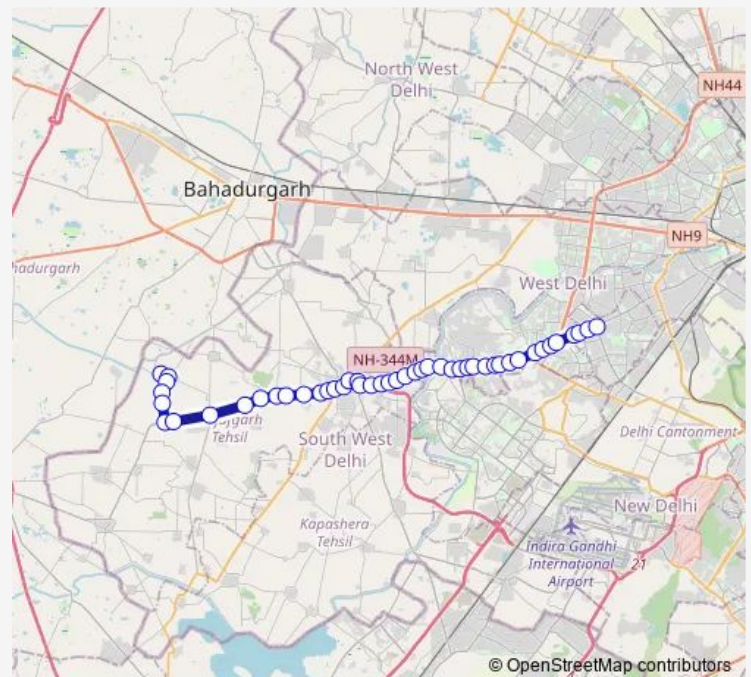 North West
Delhi
NH44
Bahadurgarh
NH9
hadurgarh
West Delhi
NH-344M
Tehsil
South West
Delhi
Delhi Cantonment
New Delhi
Kapashera
Tehsil
Indira Gandhi
International
Airport
21
© OpenStreetMap contributors